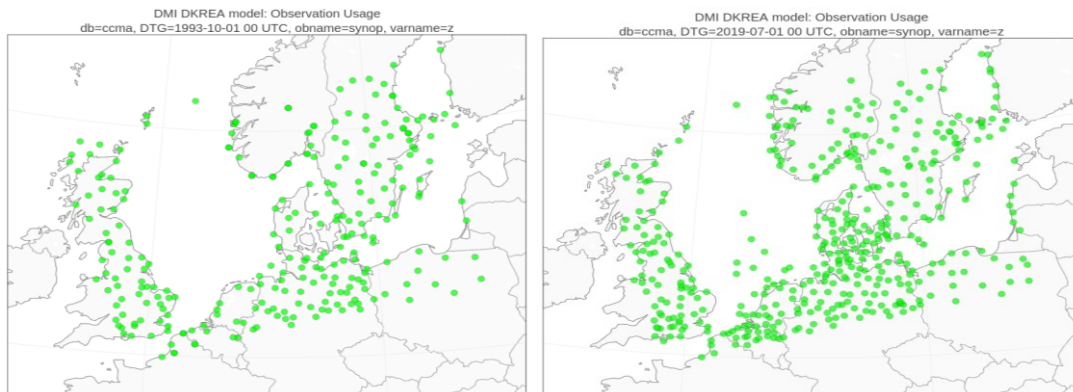 DMI DKREA model: Observation Usage
db=ccma, DTG=1993-10-01 00 UTC, obname=synop, varname=z
DMI DKREA model: Observation Usage
db=ccma, DTG=2019-07-01 00 UTC, obname=synop, varname=z